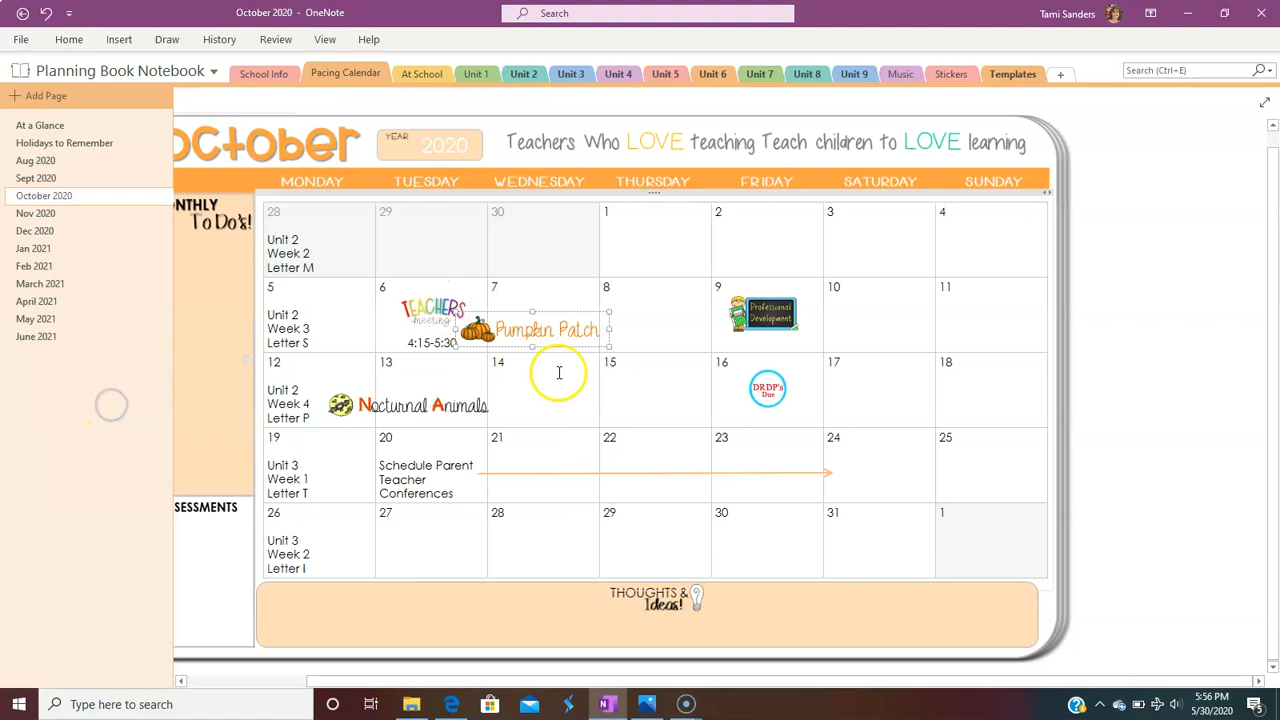 October 2020 - OneNote
Search
Tami Sanders
File Home Insert Draw History Review View Help
Planning Book Notebook
School Info Pacing Calendar At School Unit 1 Unit 2 Unit 3 Unit 4 Unit 5 Unit 6 Unit 7 Unit 8 Unit 9 Music Stickers Templates
Search (Ctrl+E)
Add Page
At a Glance
Holidays to Remember
Aug 2020
Sept 2020
October 2020
Nov 2020
Dec 2020
Jan 2021
Feb 2021
March 2021
April 2021
May 2021
June 2021
October
YEAR
2020
Teachers Who LOVE teaching Teach children to LOVE learning
MONDAY TUESDAY WEDNESDAY THURSDAY FRIDAY SATURDAY SUNDAY
NTHLY
To Do's!
28 29 30 1 2 3 4
Unit 2
Week 2
Letter M
5 6 7 8 9 10 11
Unit 2
Week 3
Letter S
TEACHERS
meeting
4:15-5:30
Pumpkin Patch
Professional
Development
12 13 14 15 16 17 18
Unit 2
Week 4
Letter P
Nocturnal Animals
DRDP's
Due
19 20 21 22 23 24 25
Unit 3
Week 1
Letter T
Schedule Parent
Teacher
Conferences
ESSMENTS
26 27 28 29 30 31 1
Unit 3
Week 2
Letter I
THOUGHTS &
Ideas!
Type here to search
5:56 PM
5/30/2020